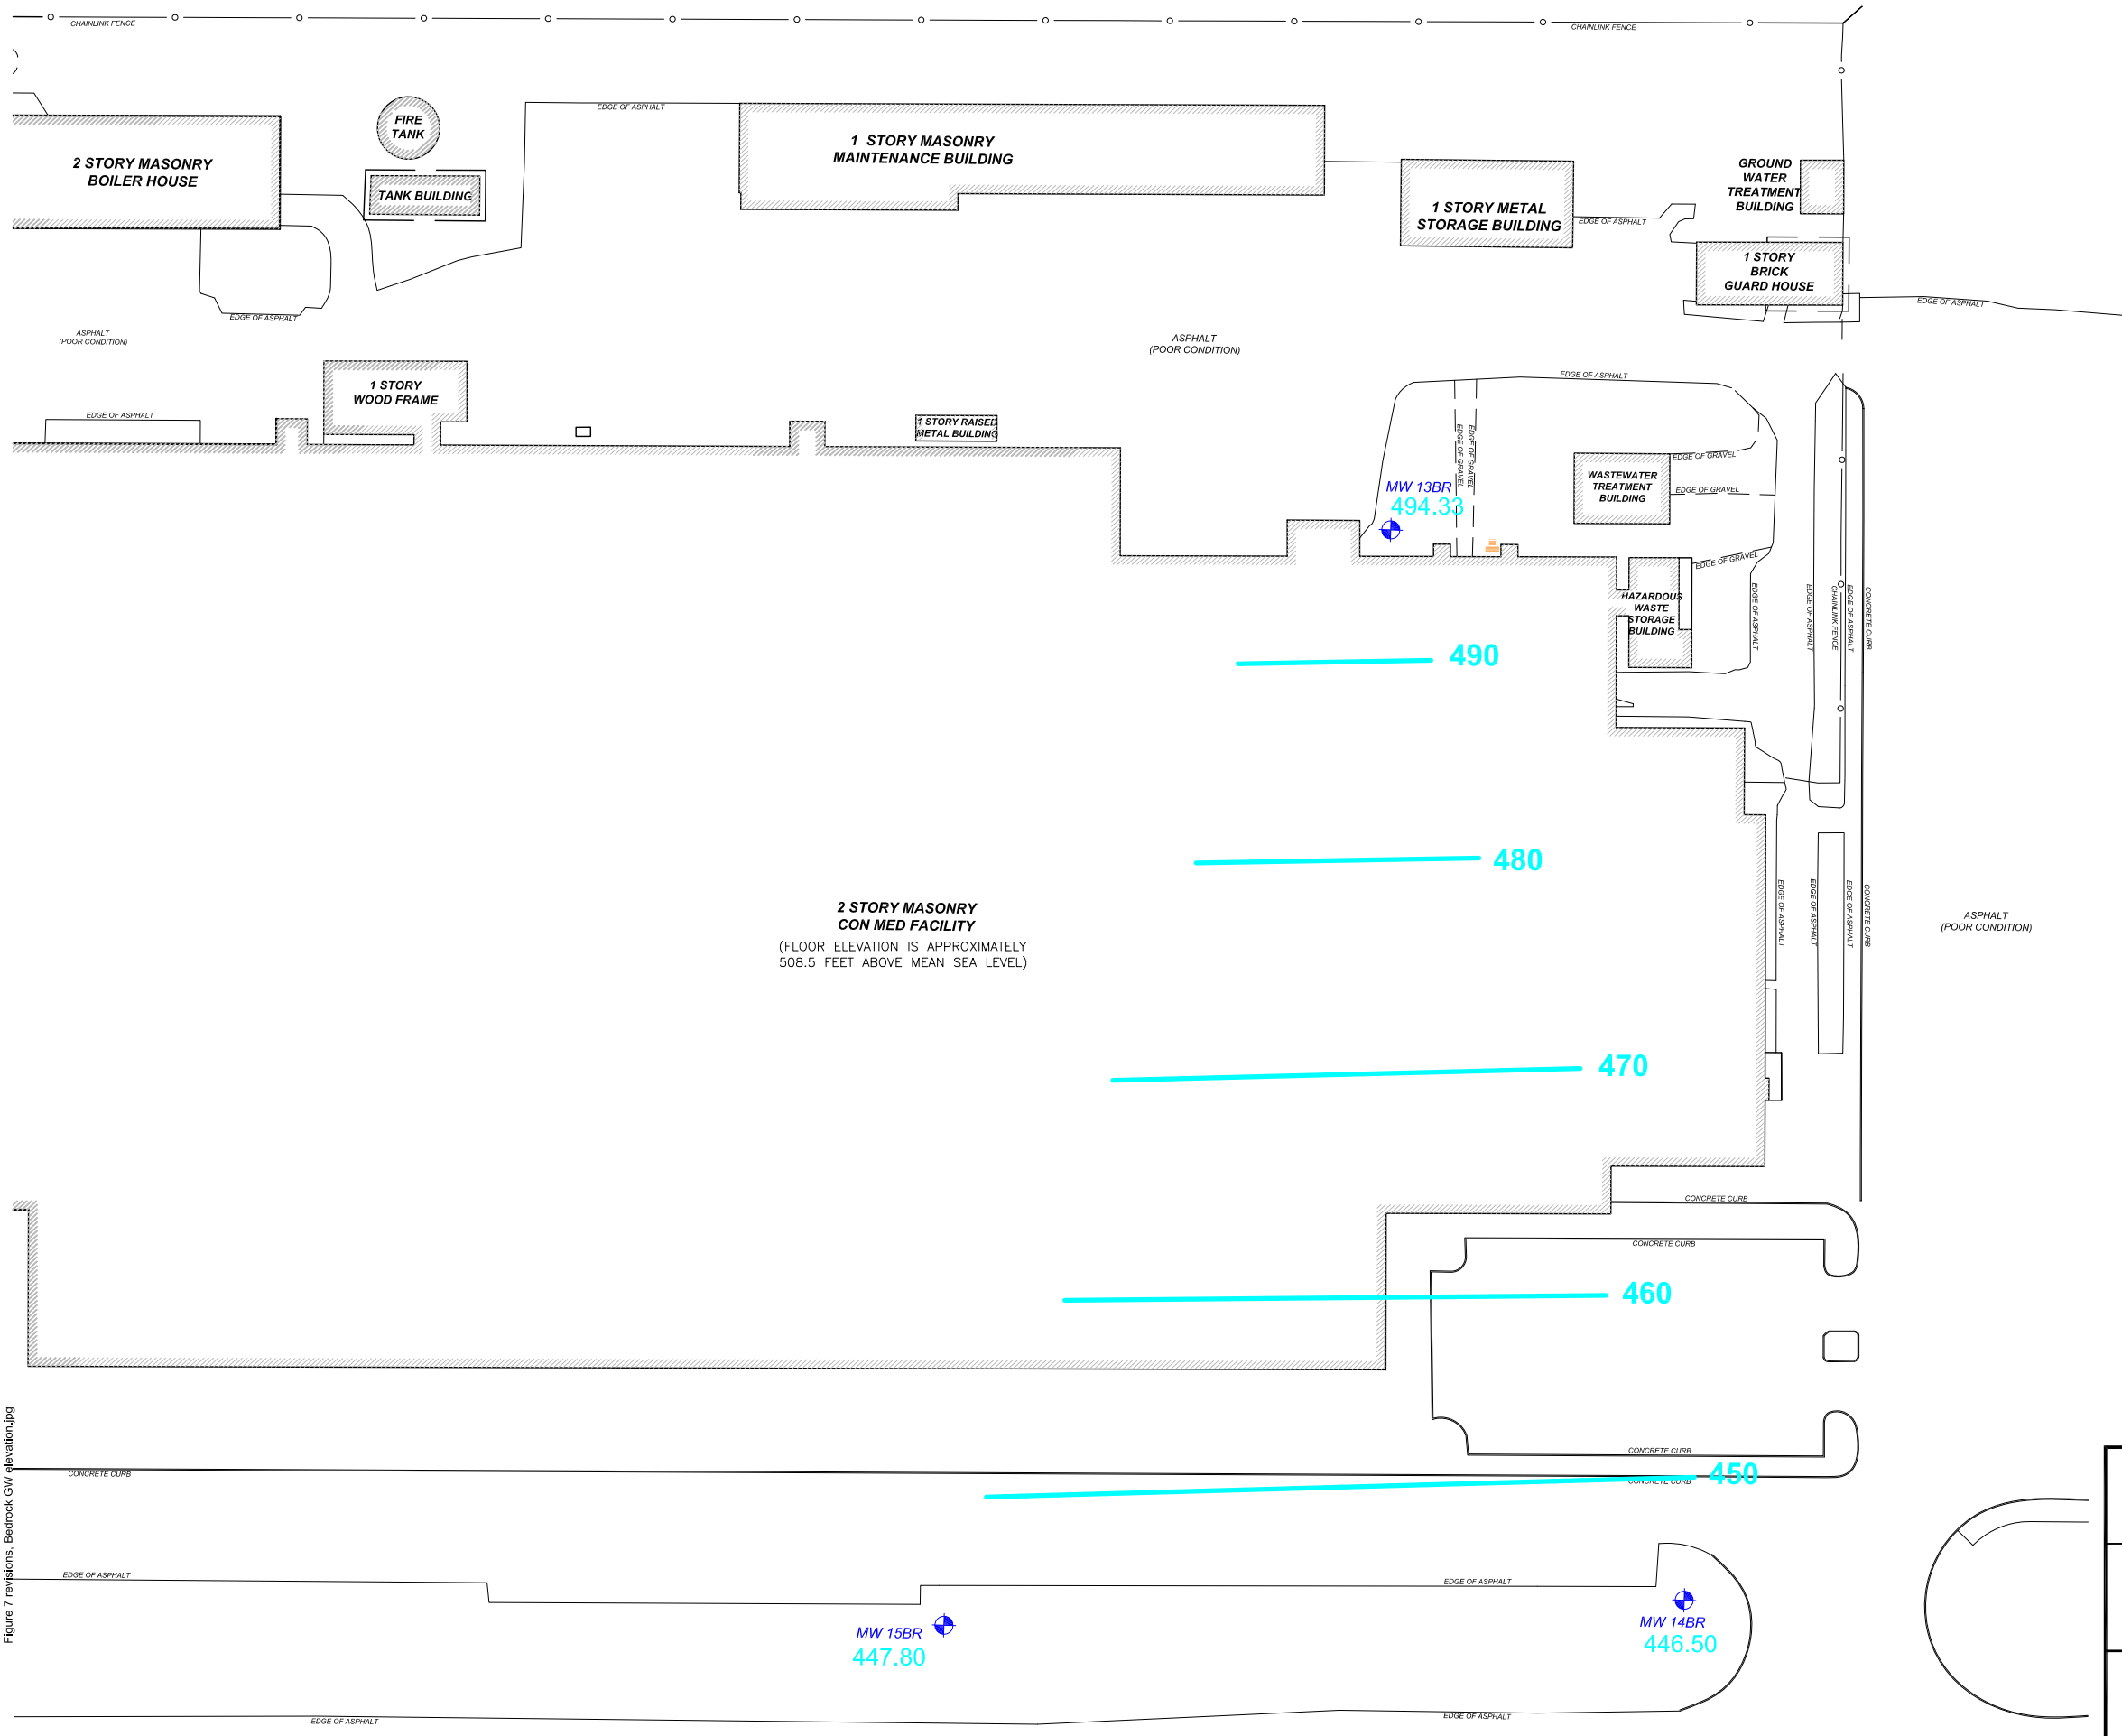 CHAINLINK FENCE
CHAINLINK FENCE
EDGE OF ASPHALT
FIRE
TANK
2 STORY MASONRY
BOILER HOUSE
TANK BUILDING
1 STORY MASONRY
MAINTENANCE BUILDING
1 STORY METAL
STORAGE BUILDING
EDGE OF ASPHALT
GROUND
WATER
TREATMENT
BUILDING
1 STORY
BRICK
GUARD HOUSE
EDGE OF ASPHALT
EDGE OF ASPHALT
ASPHALT
(POOR CONDITION)
ASPHALT
(POOR CONDITION)
1 STORY
WOOD FRAME
EDGE OF ASPHALT
1 STORY RAISED
METAL BUILDING
EDGE OF ASPHALT
EDGE OF GRAVEL
EDGE OF GRAVEL
EDGE OF GRAVEL
EDGE OF GRAVEL
EDGE OF GRAVEL
WASTEWATER
TREATMENT
BUILDING
MW 13BR
494.33
HAZARDOUS
WASTE
STORAGE
BUILDING
EDGE OF ASPHALT
EDGE OF ASPHALT
CHAINLINK FENCE
EDGE OF ASPHALT
CONCRETE CURB
490
480
2 STORY MASONRY
CON MED FACILITY
(FLOOR ELEVATION IS APPROXIMATELY
508.5 FEET ABOVE MEAN SEA LEVEL)
EDGE OF ASPHALT
EDGE OF ASPHALT
EDGE OF ASPHALT
CONCRETE CURB
ASPHALT
(POOR CONDITION)
470
CONCRETE CURB
CONCRETE CURB
460
CONCRETE CURB
CONCRETE CURB
CONCRETE CURB
450
Figure 7 revisions, Bedrock GW elevation.jpg
EDGE OF ASPHALT
EDGE OF ASPHALT
MW 15BR
447.80
MW 14BR
446.50
EDGE OF ASPHALT
EDGE OF ASPHALT